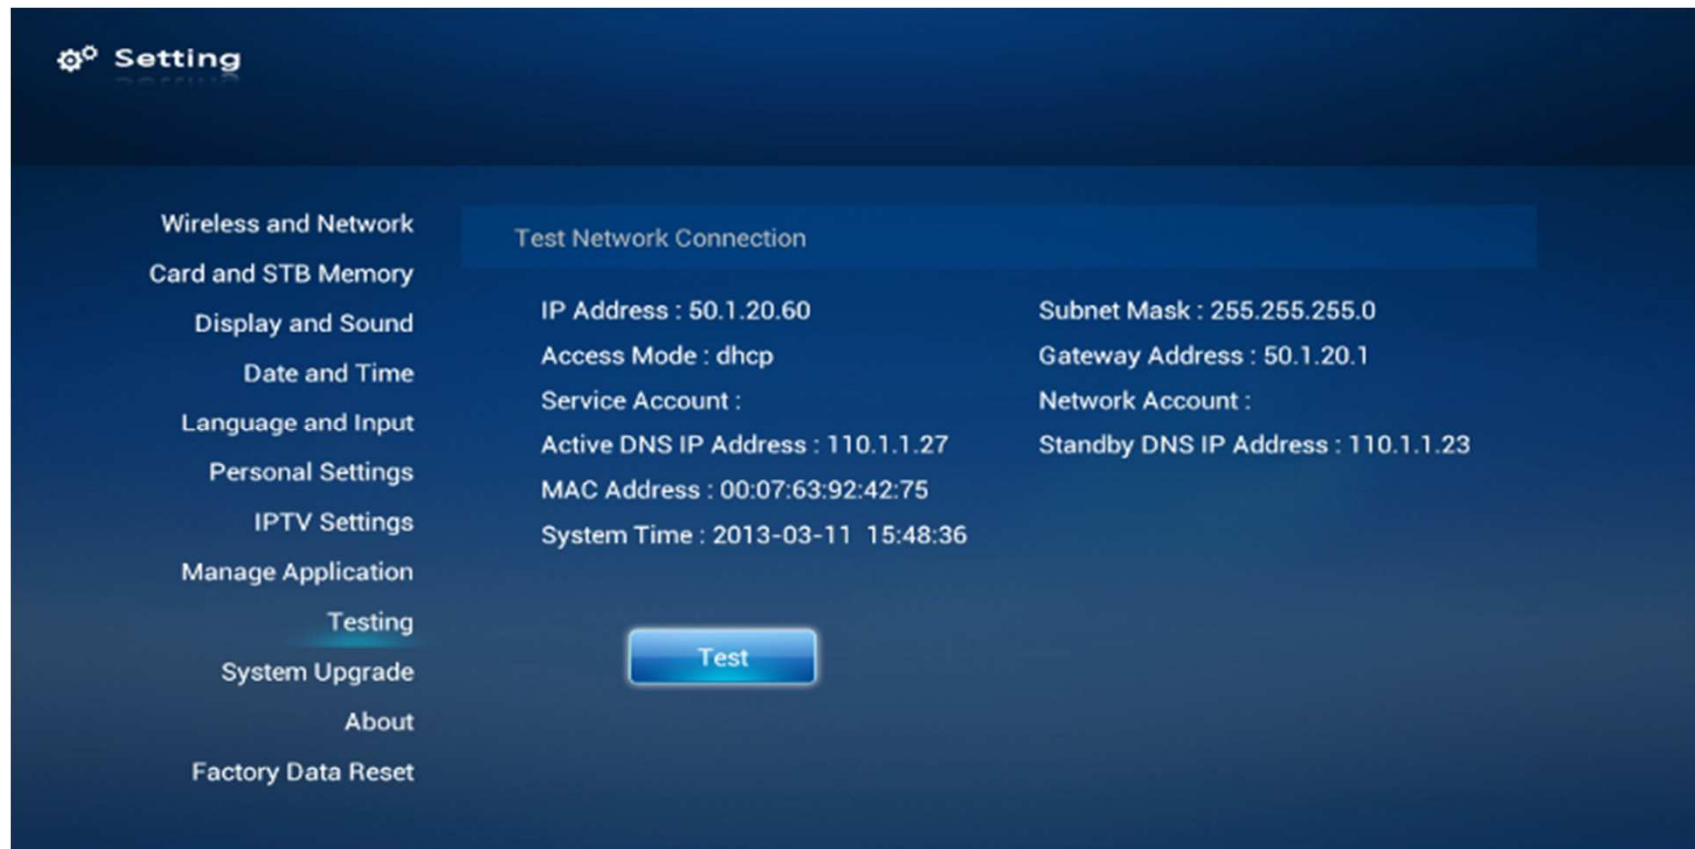 Setting
Wireless and Network
Card and STB Memory
Display and Sound
Date and Time
Language and Input
Personal Settings
IPTV Settings
Manage Application
Testing
System Upgrade
About
Factory Data Reset
Test Network Connection
IP Address : 50.1.20.60
Subnet Mask : 255.255.255.0
Access Mode : dhcp
Gateway Address : 50.1.20.1
Service Account :
Network Account :
Active DNS IP Address : 110.1.1.27
Standby DNS IP Address : 110.1.1.23
MAC Address : 00:07:63:92:42:75
System Time : 2013-03-11 15:48:36
Test